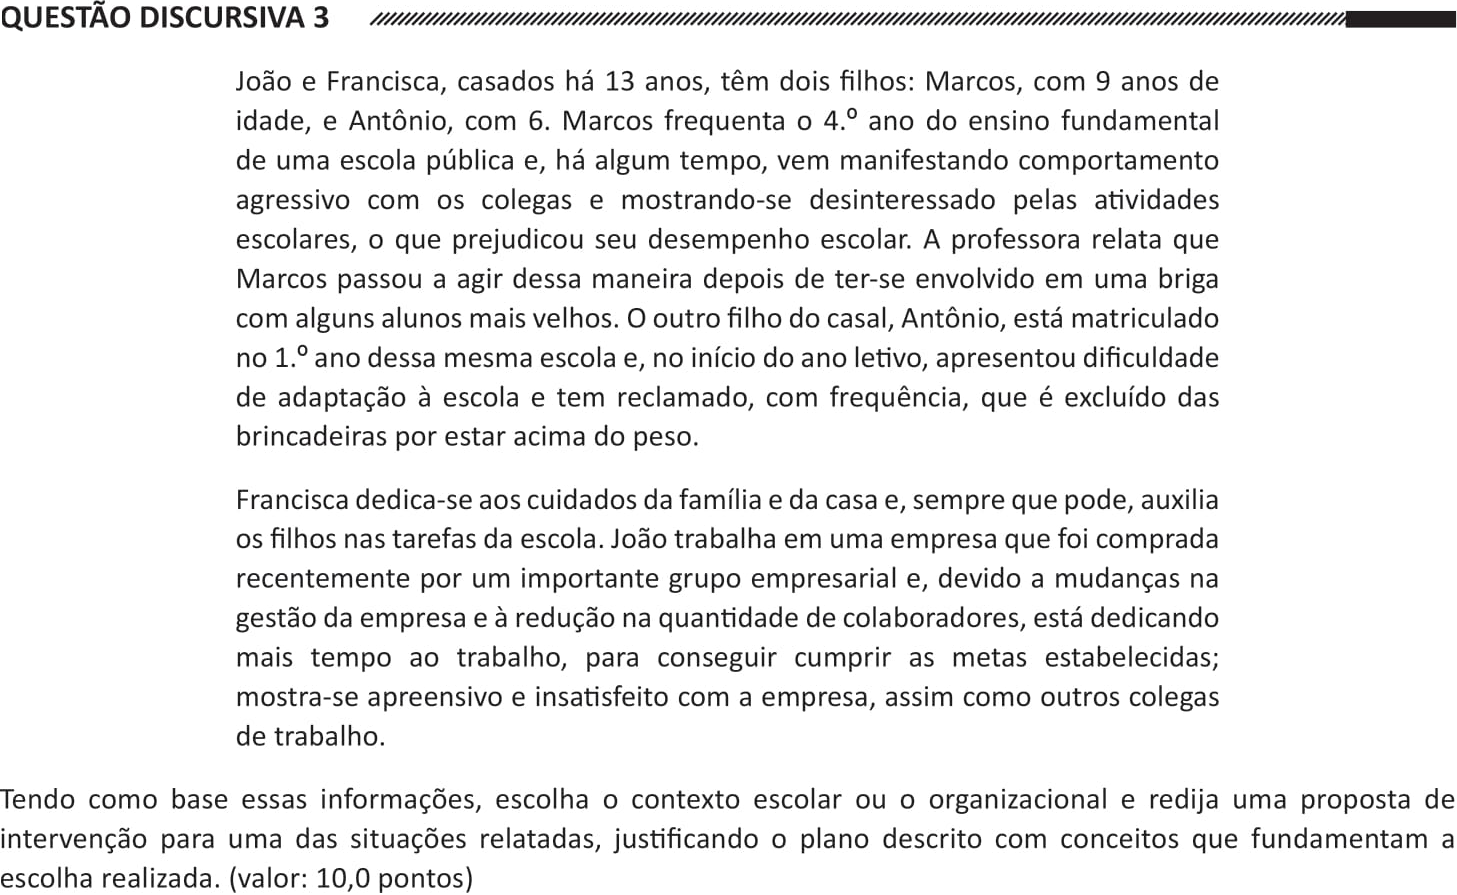 QUESTÃO DISCURSIVA 3
João e Francisca, casados há 13 anos, têm dois filhos: Marcos, com 9 anos de
idade, e Antônio, com 6. Marcos frequenta o 4.º ano do ensino fundamental
de uma escola pública e, há algum tempo, vem manifestando comportamento
agressivo com os colegas e mostrando-se desinteressado pelas atividades
escolares, o que prejudicou seu desempenho escolar. A professora relata que
Marcos passou a agir dessa maneira depois de ter-se envolvido em uma briga
com alguns alunos mais velhos. O outro filho do casal, Antônio, está matriculado
no 1.º ano dessa mesma escola e, no início do ano letivo, apresentou dificuldade
de adaptação à escola e tem reclamado, com frequência, que é excluído das
brincadeiras por estar acima do peso.
Francisca dedica-se aos cuidados da família e da casa e, sempre que pode, auxilia
os filhos nas tarefas da escola. João trabalha em uma empresa que foi comprada
recentemente por um importante grupo empresarial e, devido a mudanças na
gestão da empresa e à redução na quantidade de colaboradores, está dedicando
mais tempo ao trabalho, para conseguir cumprir as metas estabelecidas;
mostra-se apreensivo e insatisfeito com a empresa, assim como outros colegas
de trabalho.
Tendo como base essas informações, escolha o contexto escolar ou o organizacional e redija uma proposta de
intervenção para uma das situações relatadas, justificando o plano descrito com conceitos que fundamentam a
escolha realizada. (valor: 10,0 pontos)